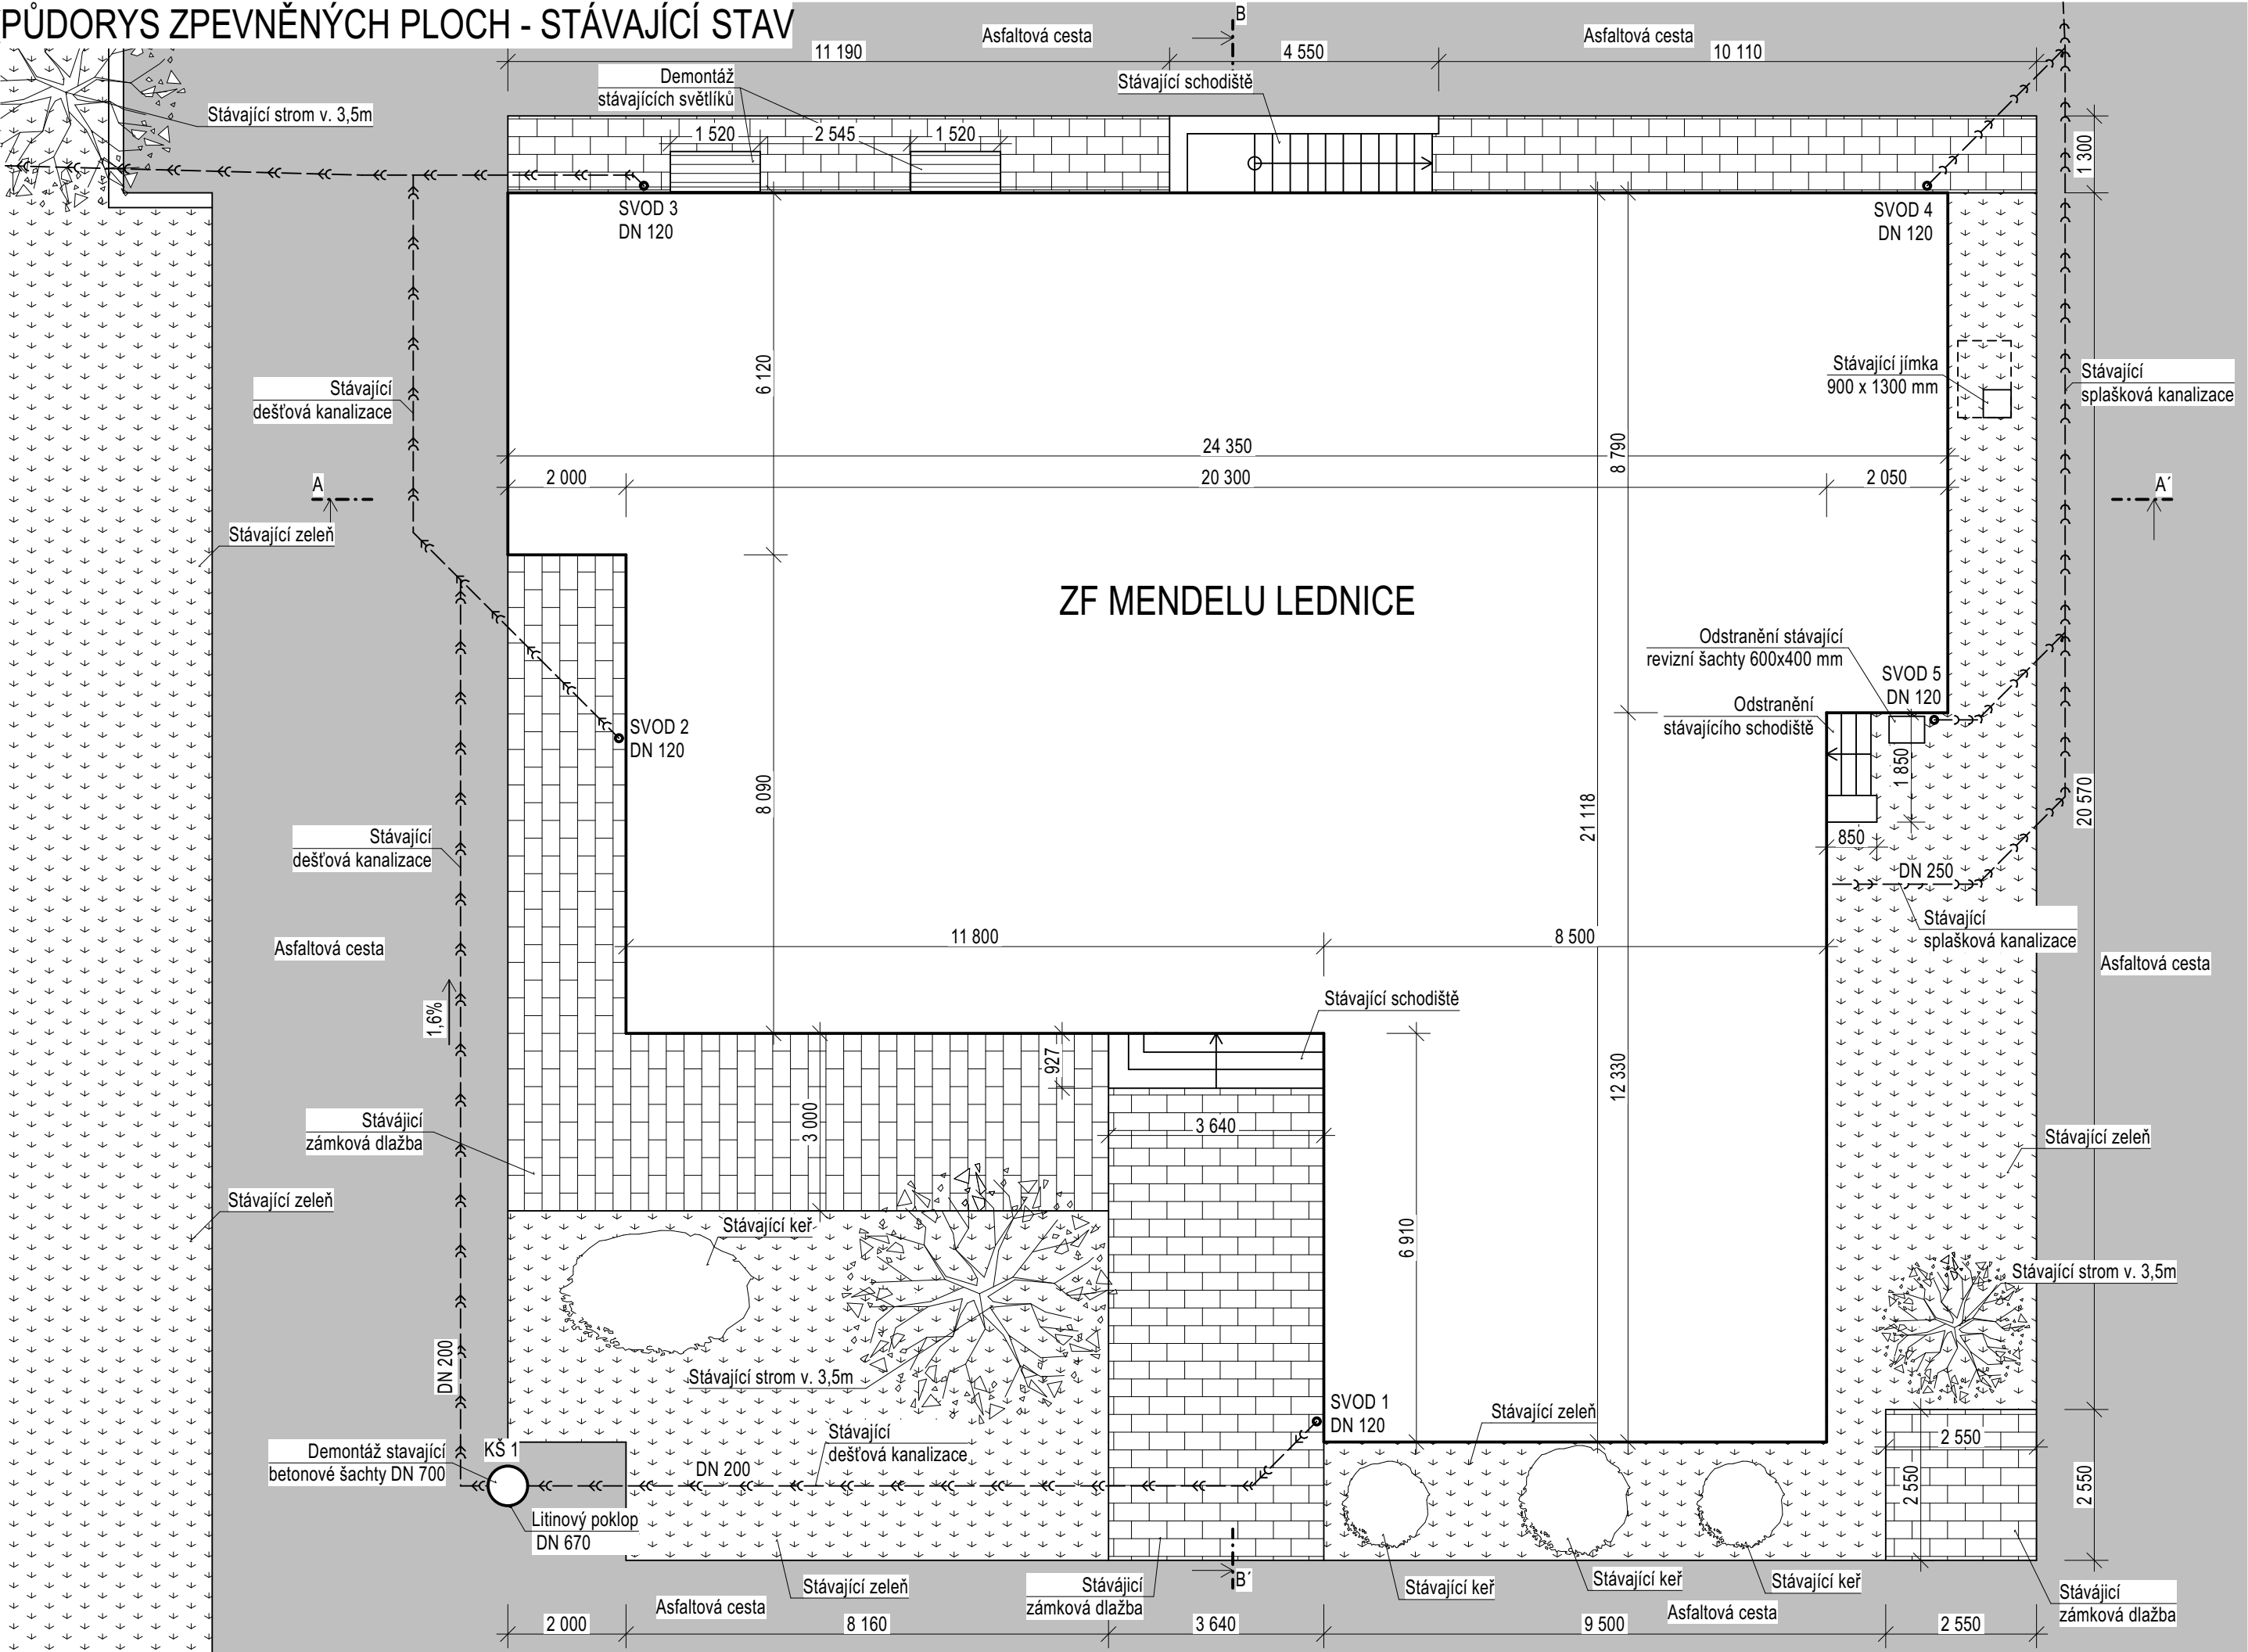 PŮDORYS ZPEVNĚNÝCH PLOCH - STÁVAJÍCÍ STAV
B
Asfaltová cesta
Asfaltová cesta
11 190
4 550
10 110
Demontáž
stávajících světlíků
Stávající schodiště
Stávající strom v. 3,5m
1 520
2 545
1 520
1 300
SVOD 3
DN 120
SVOD 4
DN 120
6 120
Stávající jímka
900 x 1300 mm
Stávající
splašková kanalizace
Stávající
dešťová kanalizace
24 350
8 790
2 000
20 300
2 050
A
A´
Stávající zeleň
ZF MENDELU LEDNICE
Odstranění stávající
revizní šachty 600x400 mm
SVOD 5
DN 120
Odstranění
stávajícího schodiště
SVOD 2
DN 120
1 850
8 090
21 118
20 570
850
Stávající
dešťová kanalizace
DN 250
Stávající
splašková kanalizace
11 800
8 500
Asfaltová cesta
Asfaltová cesta
Stávající schodiště
1,6%
927
12 330
3 000
3 640
Stávájicí
zámková dlažba
Stávající zeleň
Stávající zeleň
Stávající keř
6 910
Stávající strom v. 3,5m
DN 200
Stávající strom v. 3,5m
SVOD 1
DN 120
Stávající zeleň
Stávající
dešťová kanalizace
2 550
KŠ 1
Demontáž stavající
betonové šachty DN 700
DN 200
2 550
2 550
Litinový poklop
DN 670
B´
Stávající zeleň
Stávájicí
zámková dlažba
Stávající keř
Stávající keř
Stávající keř
Stávájicí
zámková dlažba
Asfaltová cesta
Asfaltová cesta
2 000
8 160
3 640
9 500
2 550